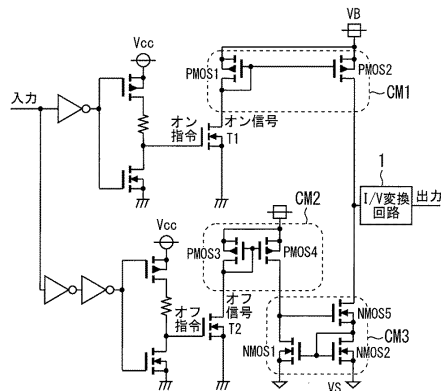 VB
Vcc
PMOS1
PMOS2
CM1
入力
オン指令
オン信号
T1
1
I/V変換回路
出力
CM2
Vcc
PMOS3
PMOS4
オフ指令
オフ信号
T2
NMOS5
NMOS1
NMOS2
CM3
VS